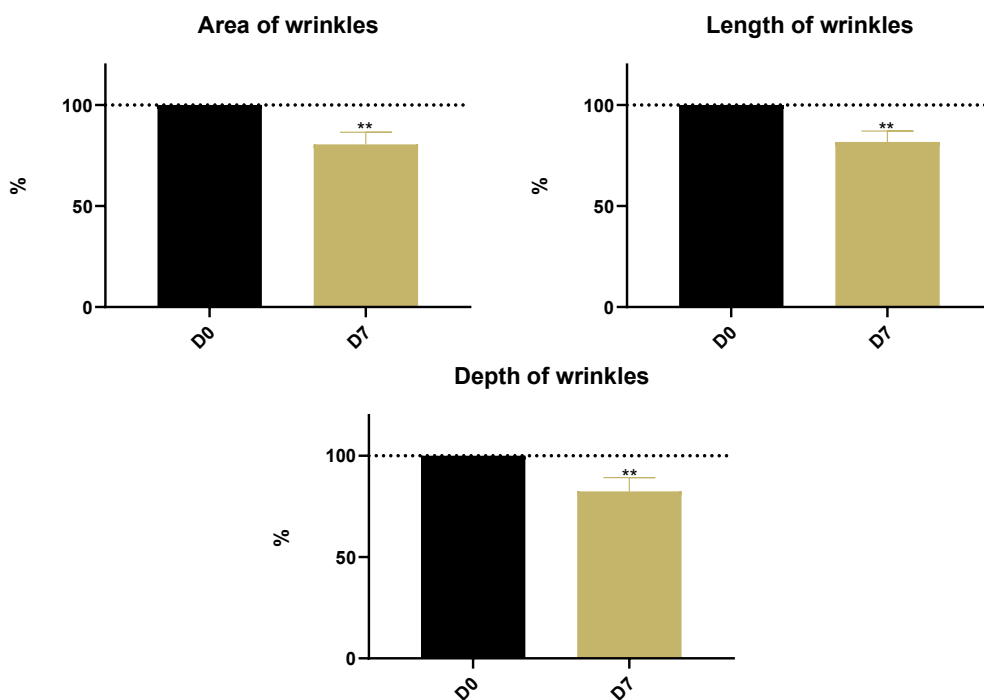 Area of wrinkles
100
50
0
%
**
D0
D7
Length of wrinkles
100
50
0
%
**
D0
D7
Depth of wrinkles
100
50
0
%
**
D0
D7